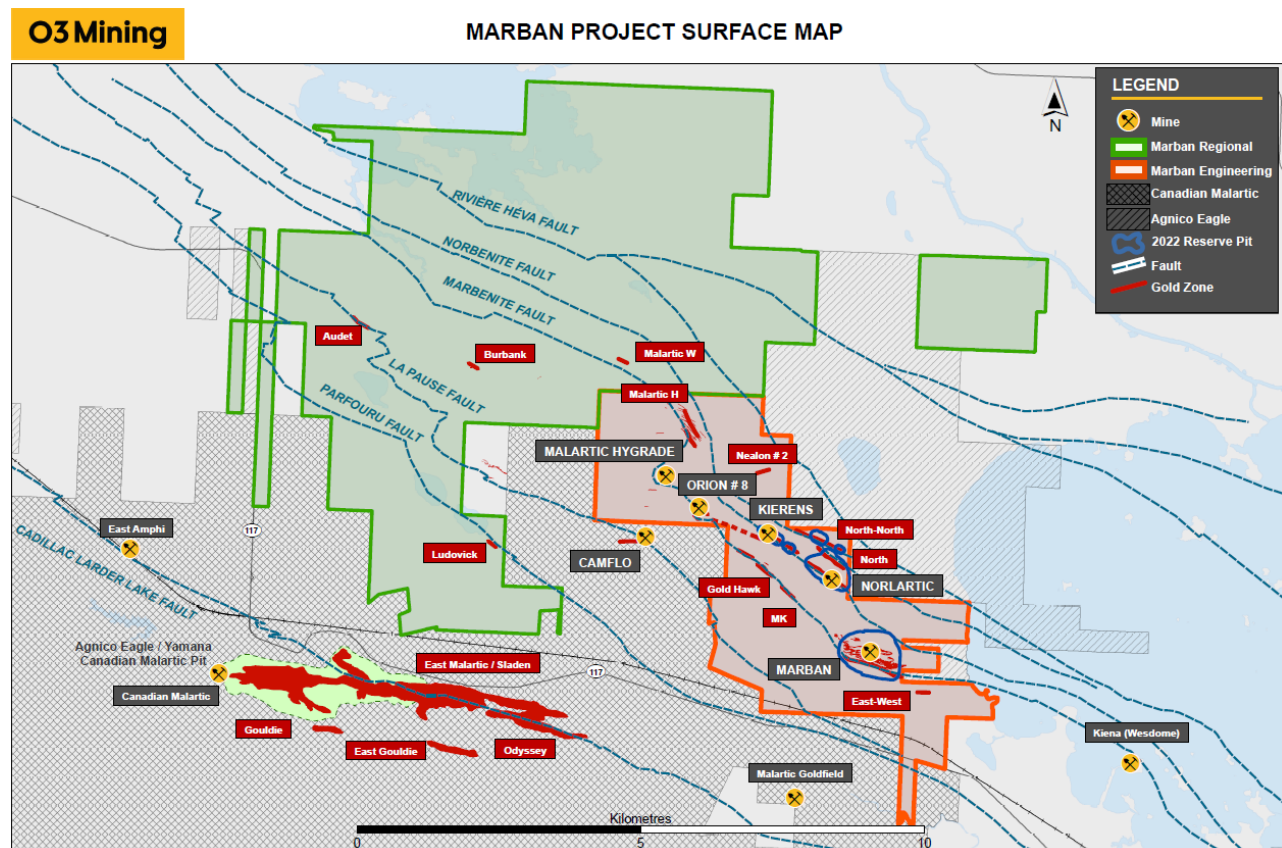 O3 Mining
MARBAN PROJECT SURFACE MAP
LEGEND
Mine
Marban Regional
Marban Engineering
Canadian Malartic
Agnico Eagle
2022 Reserve Pit
Fault
Gold Zone
N
RIVIÈRE HÉVA FAULT
NORBENITE FAULT
MARBENITE FAULT
Audet
Burbank
Malartic W
LA PAUSE FAULT
PARFOURU FAULT
Malartic H
MALARTIC HYGRADE
Nealon # 2
ORION # 8
KIERENS
East Amphi
117
North-North
CADILLAC LARDER LAKE FAULT
Ludovick
CAMFLO
North
Gold Hawk
NORLARTIC
MK
Agnico Eagle / Yamana
Canadian Malartic Pit
East Malartic / Sladen
117
MARBAN
Canadian Malartic
East-West
Gouldie
East Gouldie
Odyssey
Kiena (Wesdome)
Malartic Goldfield
Kilometres
0
5
10